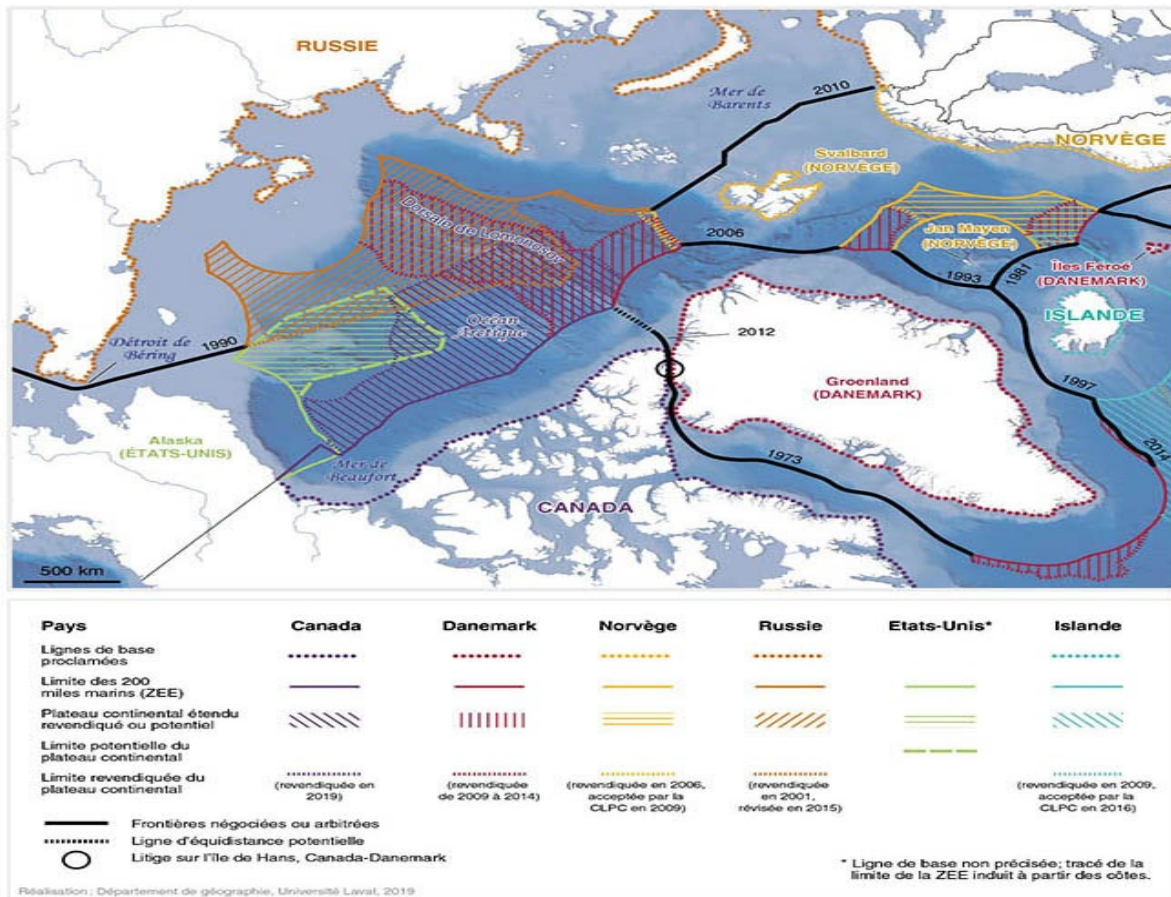 RUSSIE
Mer de
Barents
2010
NORVÈGE
Svalbard
(NORVÈGE)
Dorsale de Lomonosov
2006
Jan Mayen
(NORVÈGE)
1993
1981
Îles Féroé
(DANEMARK)
ISLANDE
Océan
Arctique
2012
Détroit de
Béring
1990
Groenland
(DANEMARK)
1997
2014
Alaska
(ÉTATS-UNIS)
Mer de
Beaufort
1973
CANADA
500 km
Pays Canada Danemark Norvège Russie Etats-Unis* Islande
Lignes de base
proclamées
Limite des 200
miles marins (ZEE)
Plateau continental étendu
revendiqué ou potentiel
Limite potentielle du
plateau continental
Limite revendiquée du
plateau continental
(revendiquée en
2019)
(revendiquée
de 2009 à 2014)
(revendiquée en 2006,
acceptée par la
CLPC en 2009)
(revendiquée
en 2001,
révisée en 2015)
(revendiquée en 2009,
acceptée par la
CLPC en 2016)
Frontières négociées ou arbitrées
Ligne d'équidistance potentielle
Litige sur l'île de Hans, Canada-Danemark
* Ligne de base non précisée; tracé de la
limite de la ZEE induit à partir des côtes.
Réalisation ; Département de géographie, Université Laval, 2019